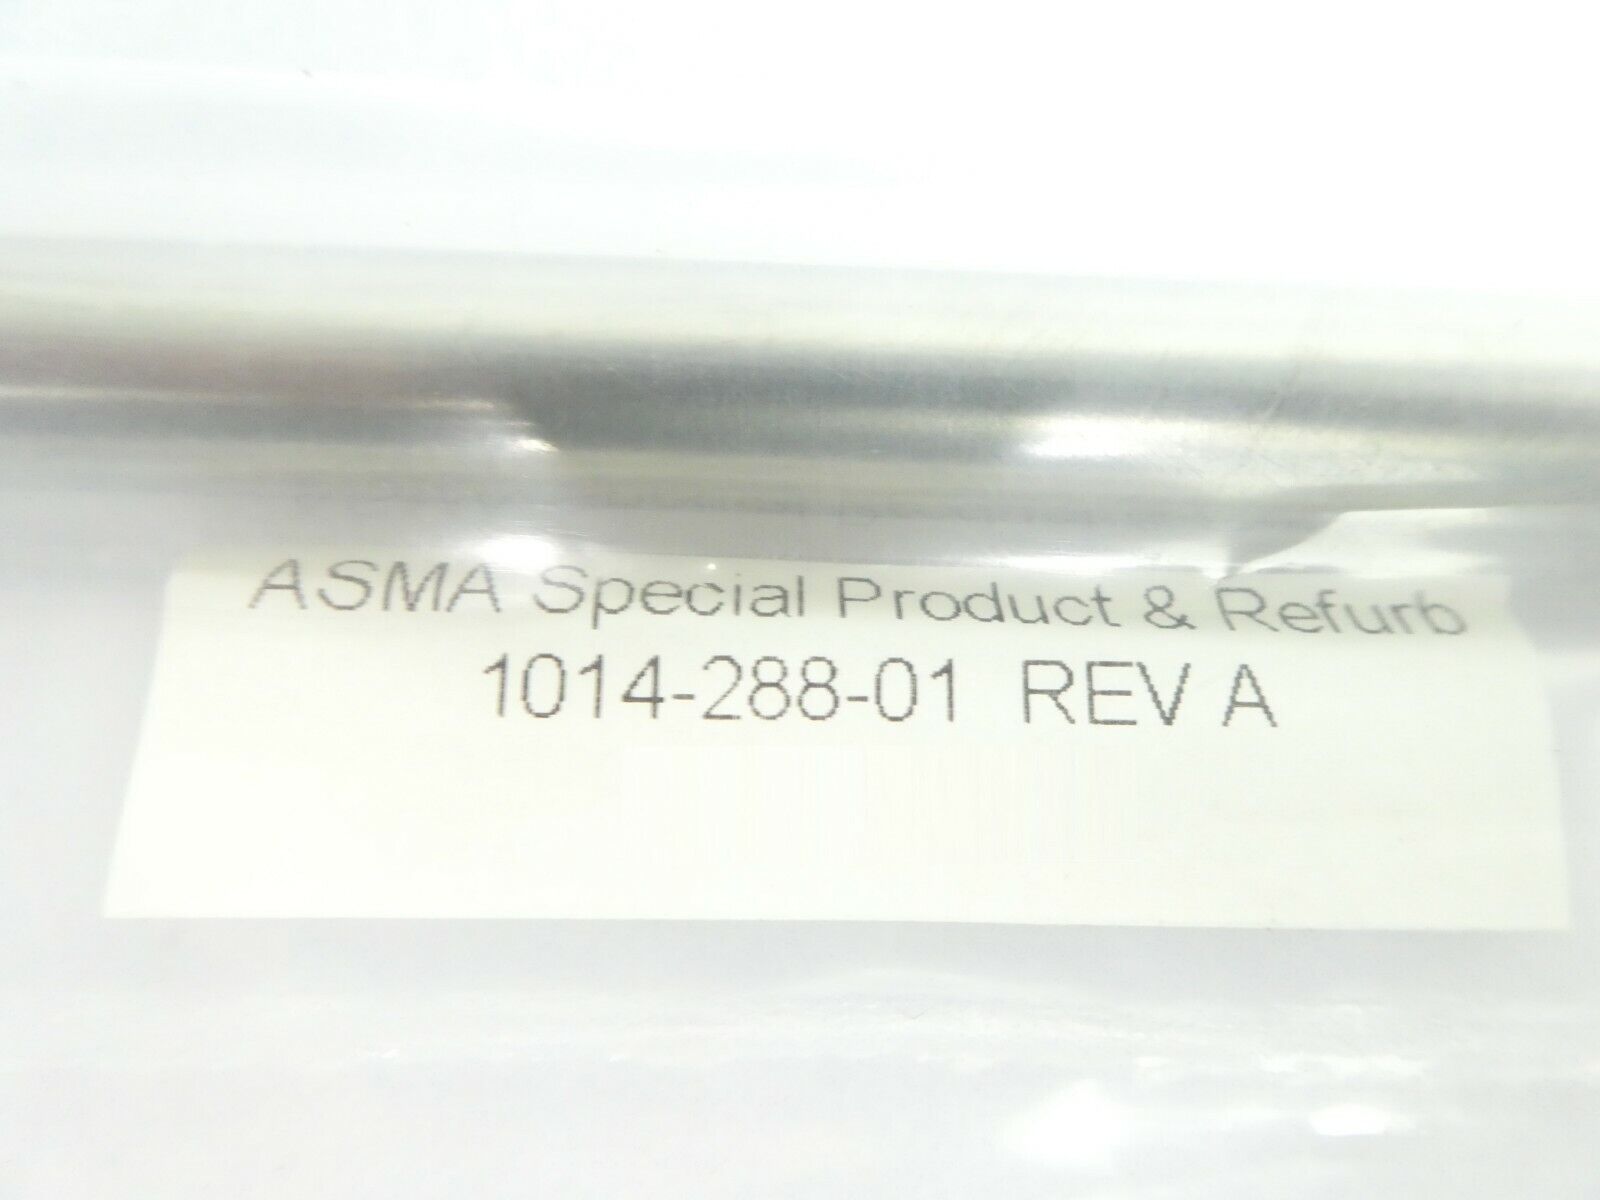 ASMA Special Product & Refurb
1014-288-01 REV A